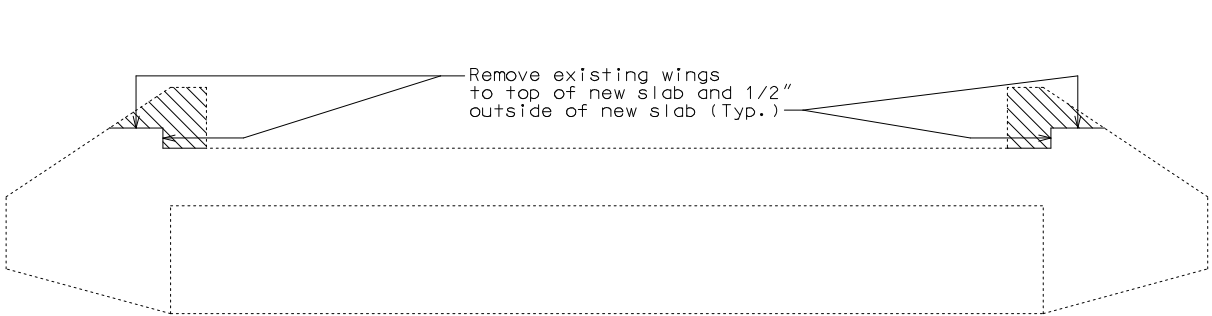 Remove existing wings
to top of new slab and 1/2"
outside of new slab (Typ.)